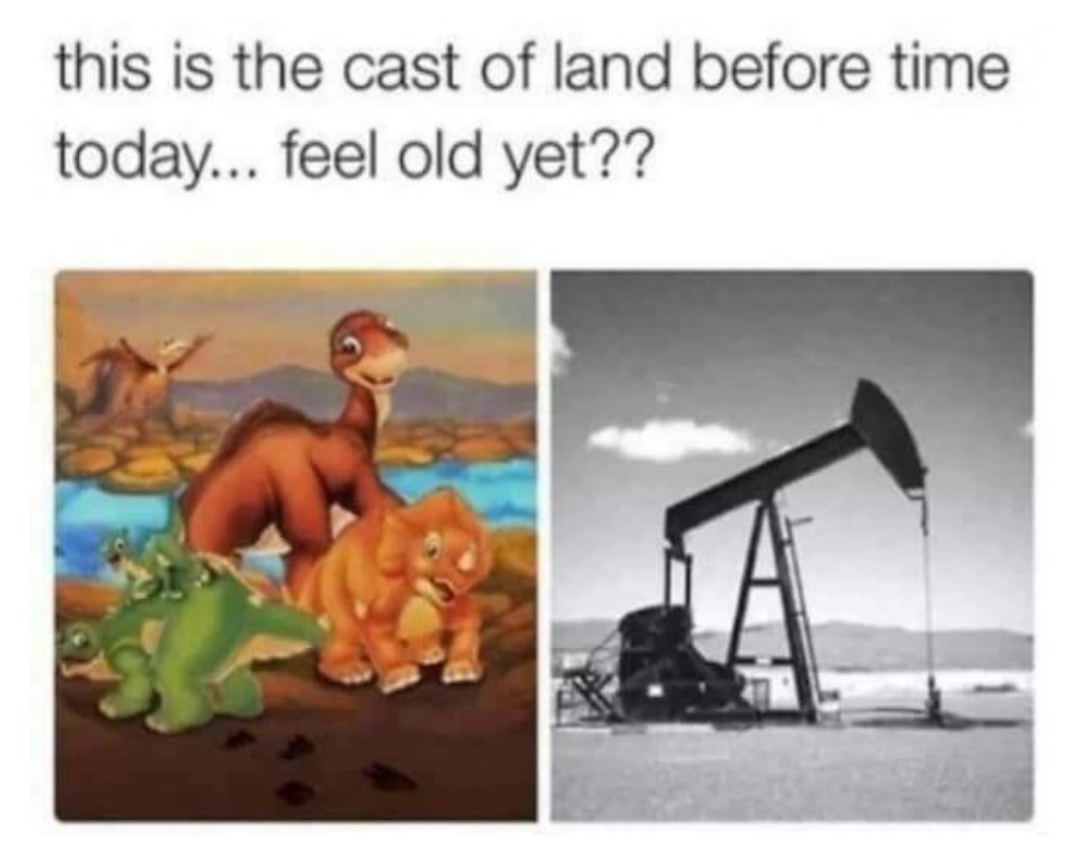 this is the cast of land before time
today... feel old yet??